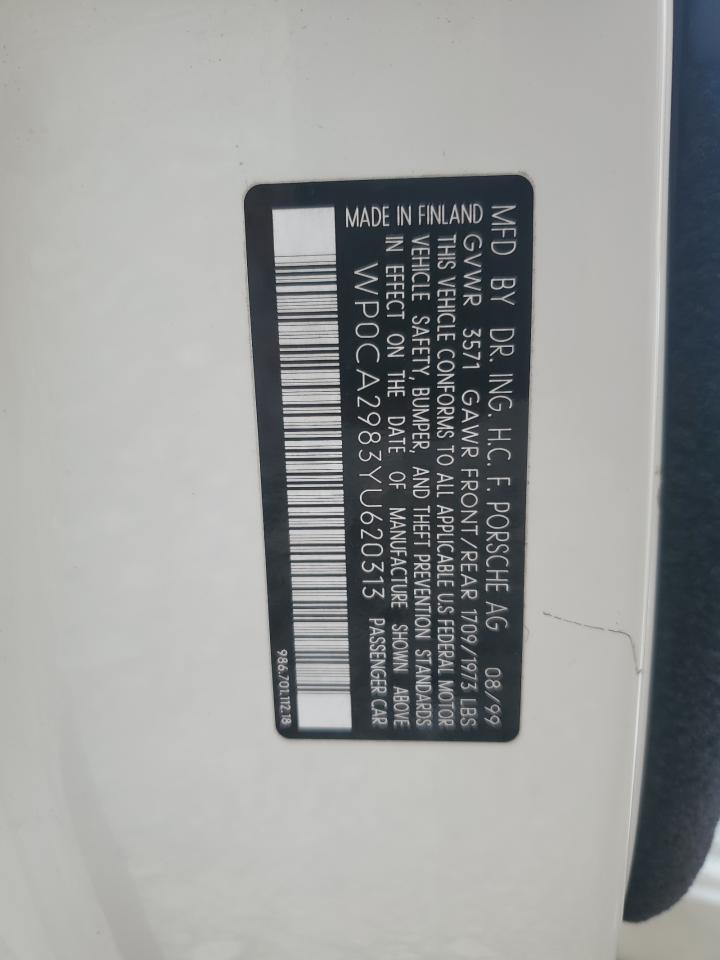 MFD BY DR. ING. H.C. F. PORSCHE AG 08/99
GVWR 3571 GAWR FRONT/REAR 1709/1973 LBS
MADE IN FINLAND
THIS VEHICLE CONFORMS TO ALL APPLICABLE U.S FEDERAL MOTOR
VEHICLE SAFETY, BUMPER, AND THEFT PREVENTION STANDARDS
IN EFFECT ON THE DATE OF MANUFACTURE SHOWN ABOVE
WP0CA2983YU620313 PASSENGER CAR
986.701.112.18